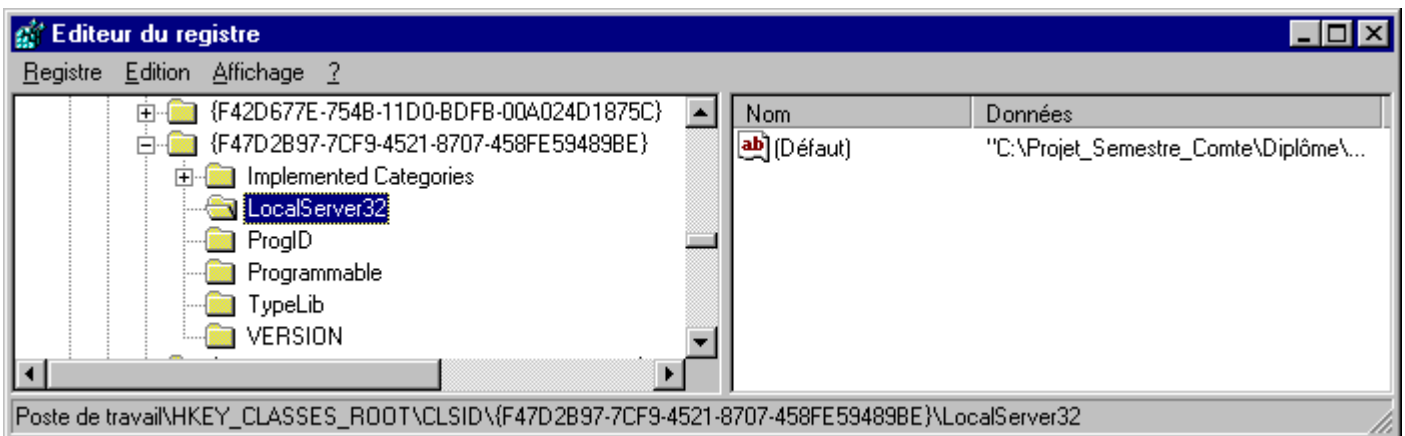 Editeur du registre
Registre Edition Affichage ?
{F42D677E-754B-11D0-BDFB-00A024D1875C}
{F47D2B97-7CF9-4521-8707-458FE59489BE}
Implemented Categories
LocalServer32
ProgID
Programmable
TypeLib
VERSION
Nom Données
ab (Défaut) "C:\Projet_Semestre_Comte\Diplôme\...
Poste de travail\HKEY_CLASSES_ROOT\CLSID\{F47D2B97-7CF9-4521-8707-458FE59489BE}\LocalServer32